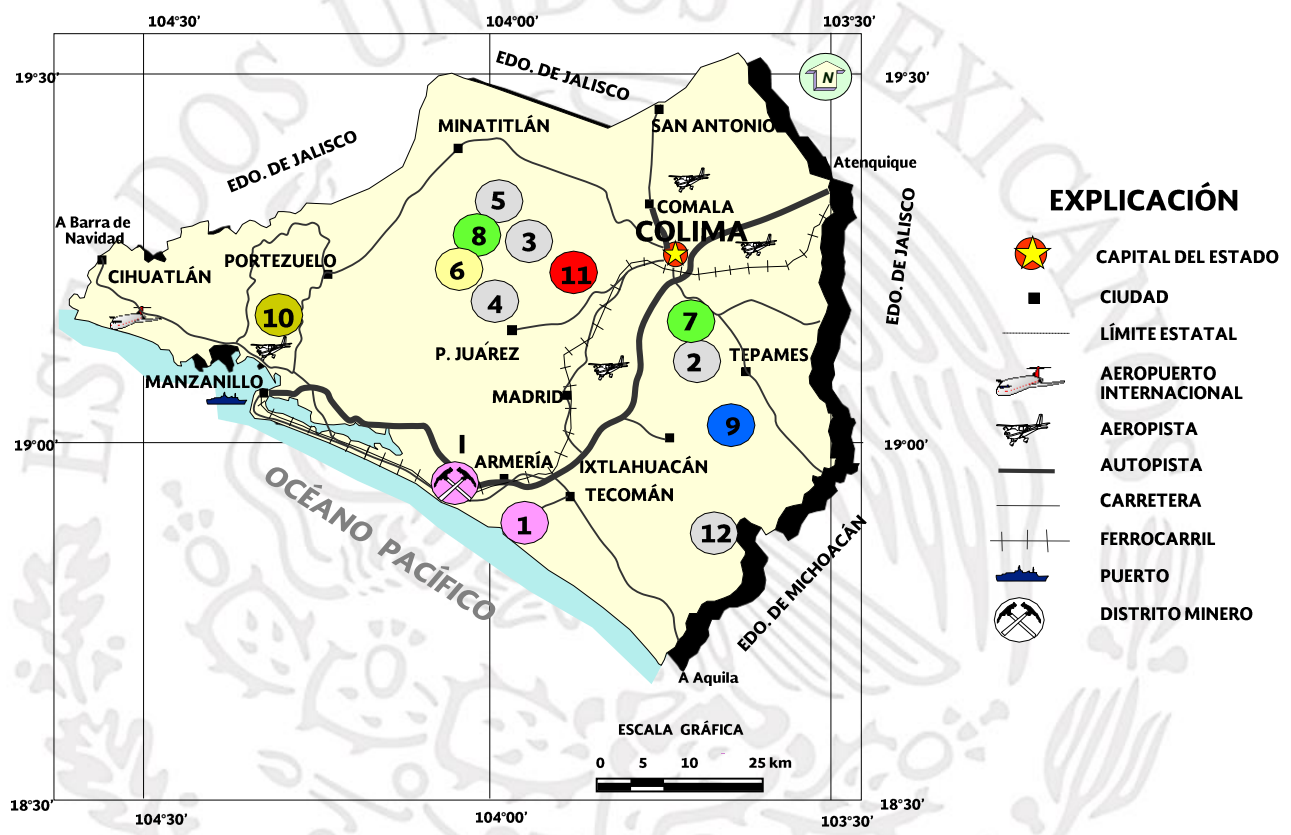 104°30'
104°00'
103°30'
19°30'
19°30'
EDO. DE JALISCO
N
MINATITLÁN
SAN ANTONIO
EDO. DE JALISCO
Atenquique
5
COMALA
A Barra de
Navidad
8
3
COLIMA
EDO. DE JALISCO
CIHUATLÁN
PORTEZUELO
6
11
10
4
7
P. JUÁREZ
2
TEPAMES
MANZANILLO
MADRID
9
19°00'
19°00'
I
ARMERÍA
IXTLAHUACÁN
TECOMÁN
1
12
OCÉANO PACÍFICO
EDO. DE MICHOACÁN
A Aquila
ESCALA GRÁFICA
0 5 10 25 km
18°30'
18°30'
104°30'
104°00'
103°30'
EXPLICACIÓN
CAPITAL DEL ESTADO
CIUDAD
LÍMITE ESTATAL
AEROPUERTO
INTERNACIONAL
AEROPISTA
AUTOPISTA
CARRETERA
FERROCARRIL
PUERTO
DISTRITO MINERO
ESTADOS UNIDOS MEXICANOS